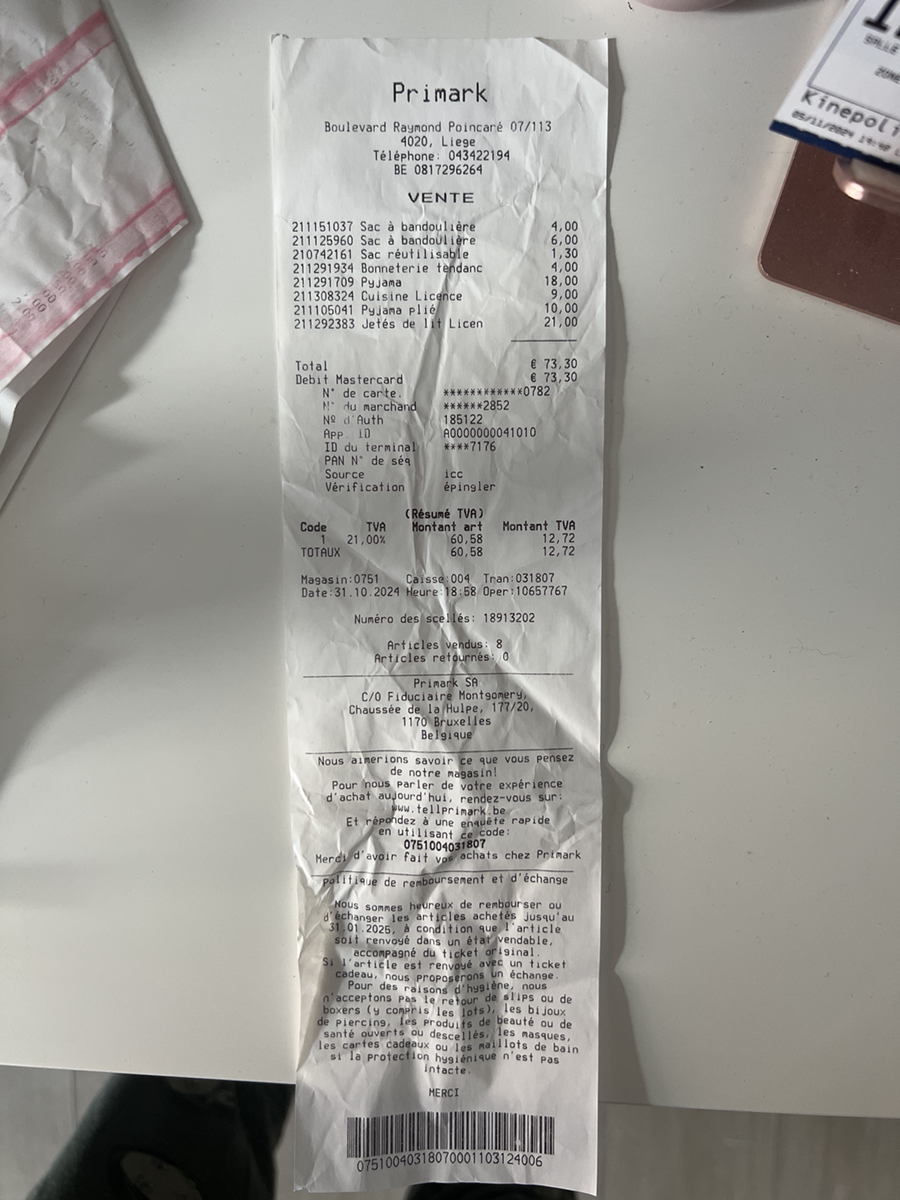 Primark
Boulevard Raymond Poincaré 07/113
4020, Liege
Téléphone: 043422194
BE 0817296264
VENTE
211151037 Sac à bandoulière 4,00
211125960 Sac à bandoulière 6,00
210742161 Sac réutilisable 1,30
211291934 Bonneterie tendanc 4,00
211291709 Pyjama 18,00
211308324 Cuisine Licence 9,00
211105041 Pyjama plié 10,00
211292383 Jetés de lit Licen 21,00
Total € 73,30
Debit Mastercard € 73,30
N° de carte. ************0782
N° du marchand ******2852
Nº d'Auth 185122
App. ID A0000000041010
ID du terminal ****7176
PAN N° de séq
Source icc
Vérification épingler
(Résumé TVA)
Code TVA Montant art Montant TVA
1 21,00% 60,58 12,72
TOTAUX 60,58 12,72
Magasin:0751 Caisse:004 Tran:031807
Date:31.10.2024 Heure:18:58 Oper:10657767
Numéro des scellés: 18913202
Articles vendus: 8
Articles retournés: 0
Primark SA
C/O Fiduciaire Montgomery,
Chaussée de la Hulpe, 177/20,
1170 Bruxelles
Belgique
Nous aimerions savoir ce que vous pensez
de notre magasin!
Pour nous parler de votre expérience
d'achat aujourd'hui, rendez-vous sur:
www.tellprimark.be
Et répondez à une enquête rapide
en utilisant ce code:
0751004031807
Merci d'avoir fait vos achats chez Primark
Politique de remboursement et d'échange
Nous sommes heureux de rembourser ou
d'échanger les articles achetés jusqu'au
31.01.2025, à condition que l'article
soit renvoyé dans un état vendable,
accompagné du ticket original.
Si l'article est renvoyé avec un ticket
cadeau, nous proposerons un échange.
Pour des raisons d'hygiène, nous
n'acceptons pas le retour de slips ou de
boxers (y compris les lots), les bijoux
de piercing, les produits de beauté ou de
santé ouverts ou descellés, les masques,
les cartes cadeaux ou les maillots de bain
si la protection hygiénique n'est pas
intacte.
MERCI
07510040318070001103124006
SALLE
Kinepoli
05/11/2024